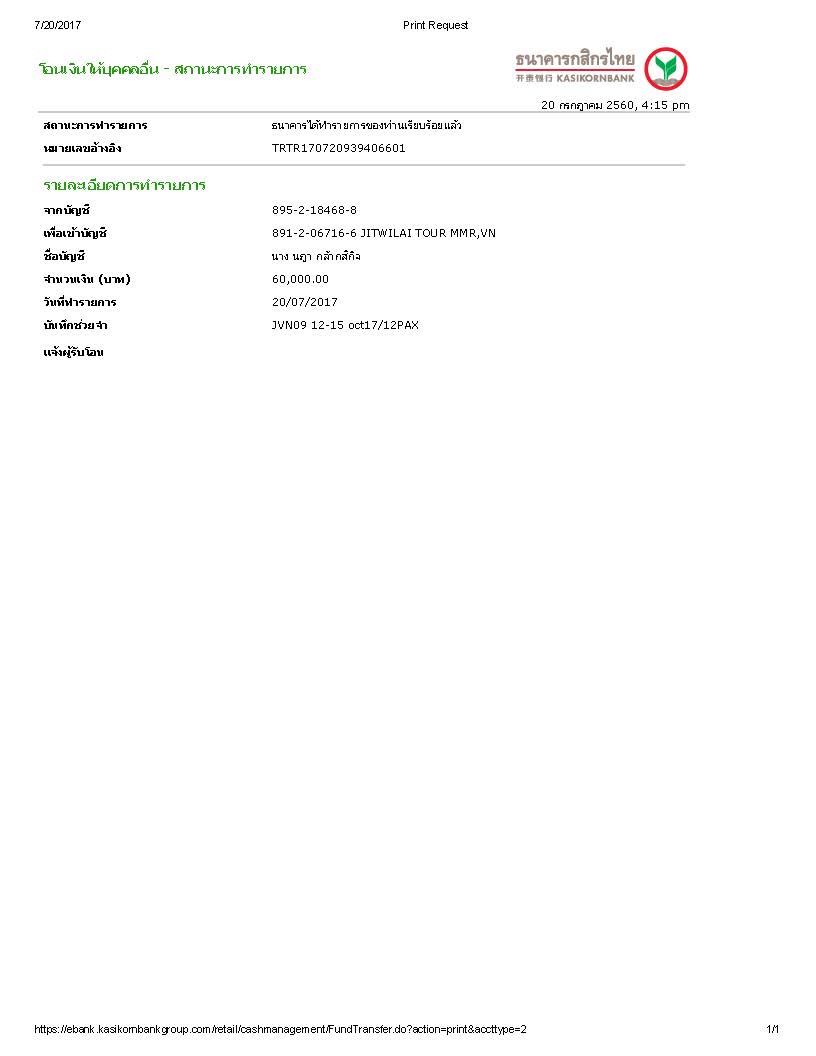 7/20/2017 Print Request
โอนเงินให้บุคคลอื่น - สถานะการทำรายการ
ธนาคารกสิกรไทย
开泰银行 KASIKORNBANK
20 กรกฎาคม 2560, 4:15 pm
สถานะการทำรายการ ธนาคารได้ทำรายการของท่านเรียบร้อยแล้ว
หมายเลขอ้างอิง TRTR170720939406601
รายละเอียดการทำรายการ
จากบัญชี 895-2-18468-8
เพื่อเข้าบัญชี 891-2-06716-6 JITWILAI TOUR MMR,VN
ชื่อบัญชี นาง นฎา กล้ากสิกิจ
จำนวนเงิน (บาท) 60,000.00
วันที่ทำรายการ 20/07/2017
บันทึกช่วยจำ JVN09 12-15 oct17/12PAX
แจ้งผู้รับโอน
https://ebank.kasikornbankgroup.com/retail/cashmanagement/FundTransfer.do?action=print&accttype=2 1/1